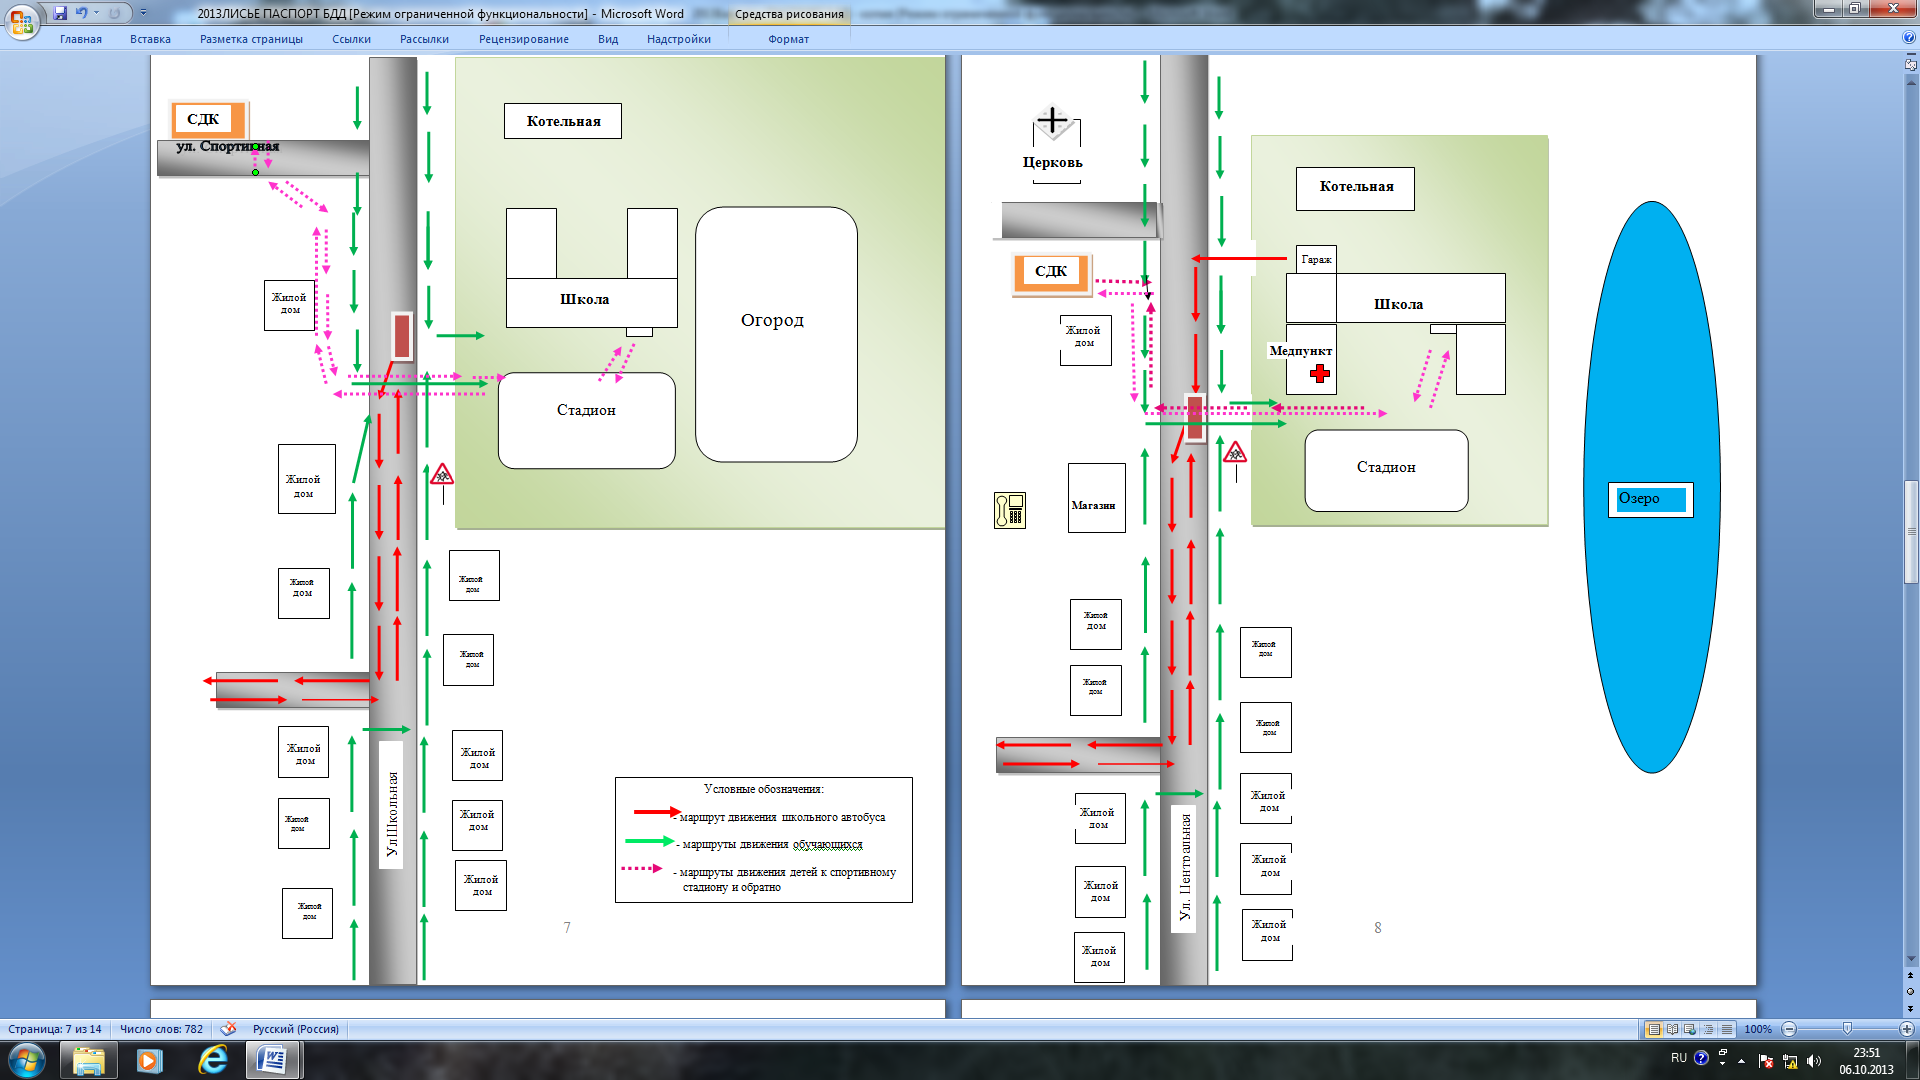 2013ЛИСЬЕ ПАСПОРТ БДД [Режим ограниченной функциональности] - Microsoft Word
Средства рисования
Главная
Вставка
Разметка страницы
Ссылки
Рассылки
Рецензирование
Вид
Надстройки
Формат
СДК
ул. Спортивная
Котельная
Жилой
дом
Школа
Огород
Стадион
Жилой
дом
Жилой
дом
Жилой
дом
Жилой
дом
Жилой
дом
Жилой
дом
Жилой
дом
Жилой
дом
Жилой
дом
Жилой
дом
Ул Школьная
Условные обозначения:
- маршрут движения школьного автобуса
- маршруты движения обучающихся
- маршруты движения детей к спортивному
стадиону и обратно
7
Церковь
Котельная
СДК
Гараж
Школа
Жилой
дом
Медпункт
Стадион
Магазин
Озеро
Жилой
дом
Жилой
дом
Жилой
дом
Жилой
дом
Жилой
дом
Жилой
дом
Жилой
дом
Жилой
дом
Жилой
дом
Жилой
дом
Ул. Центральная
8
Страница: 7 из 14
Число слов: 782
Русский (Россия)
100%
RU
23:51
06.10.2013